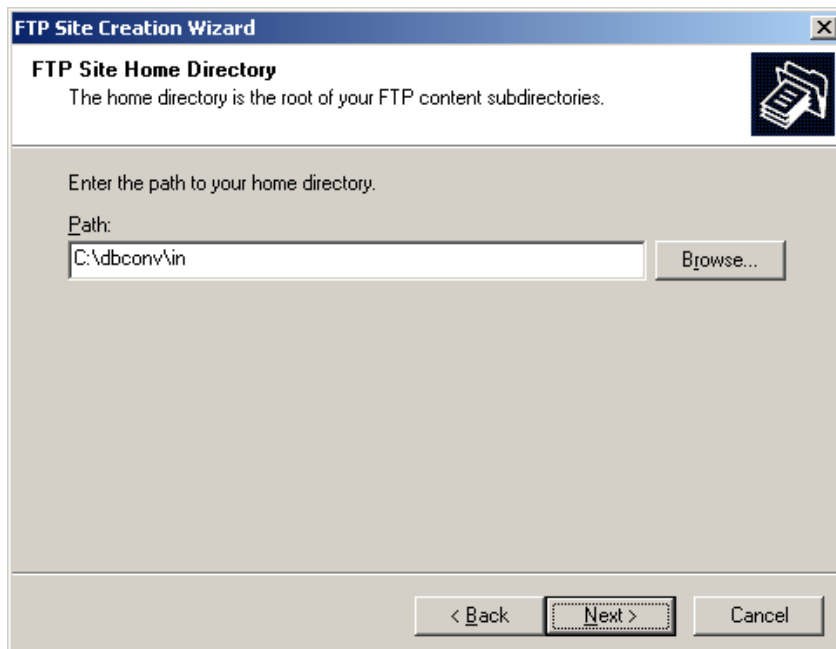 FTP Site Creation Wizard
FTP Site Home Directory
The home directory is the root of your FTP content subdirectories.
Enter the path to your home directory.
Path:
C:\dbconv\in
Browse...
< Back
Next >
Cancel